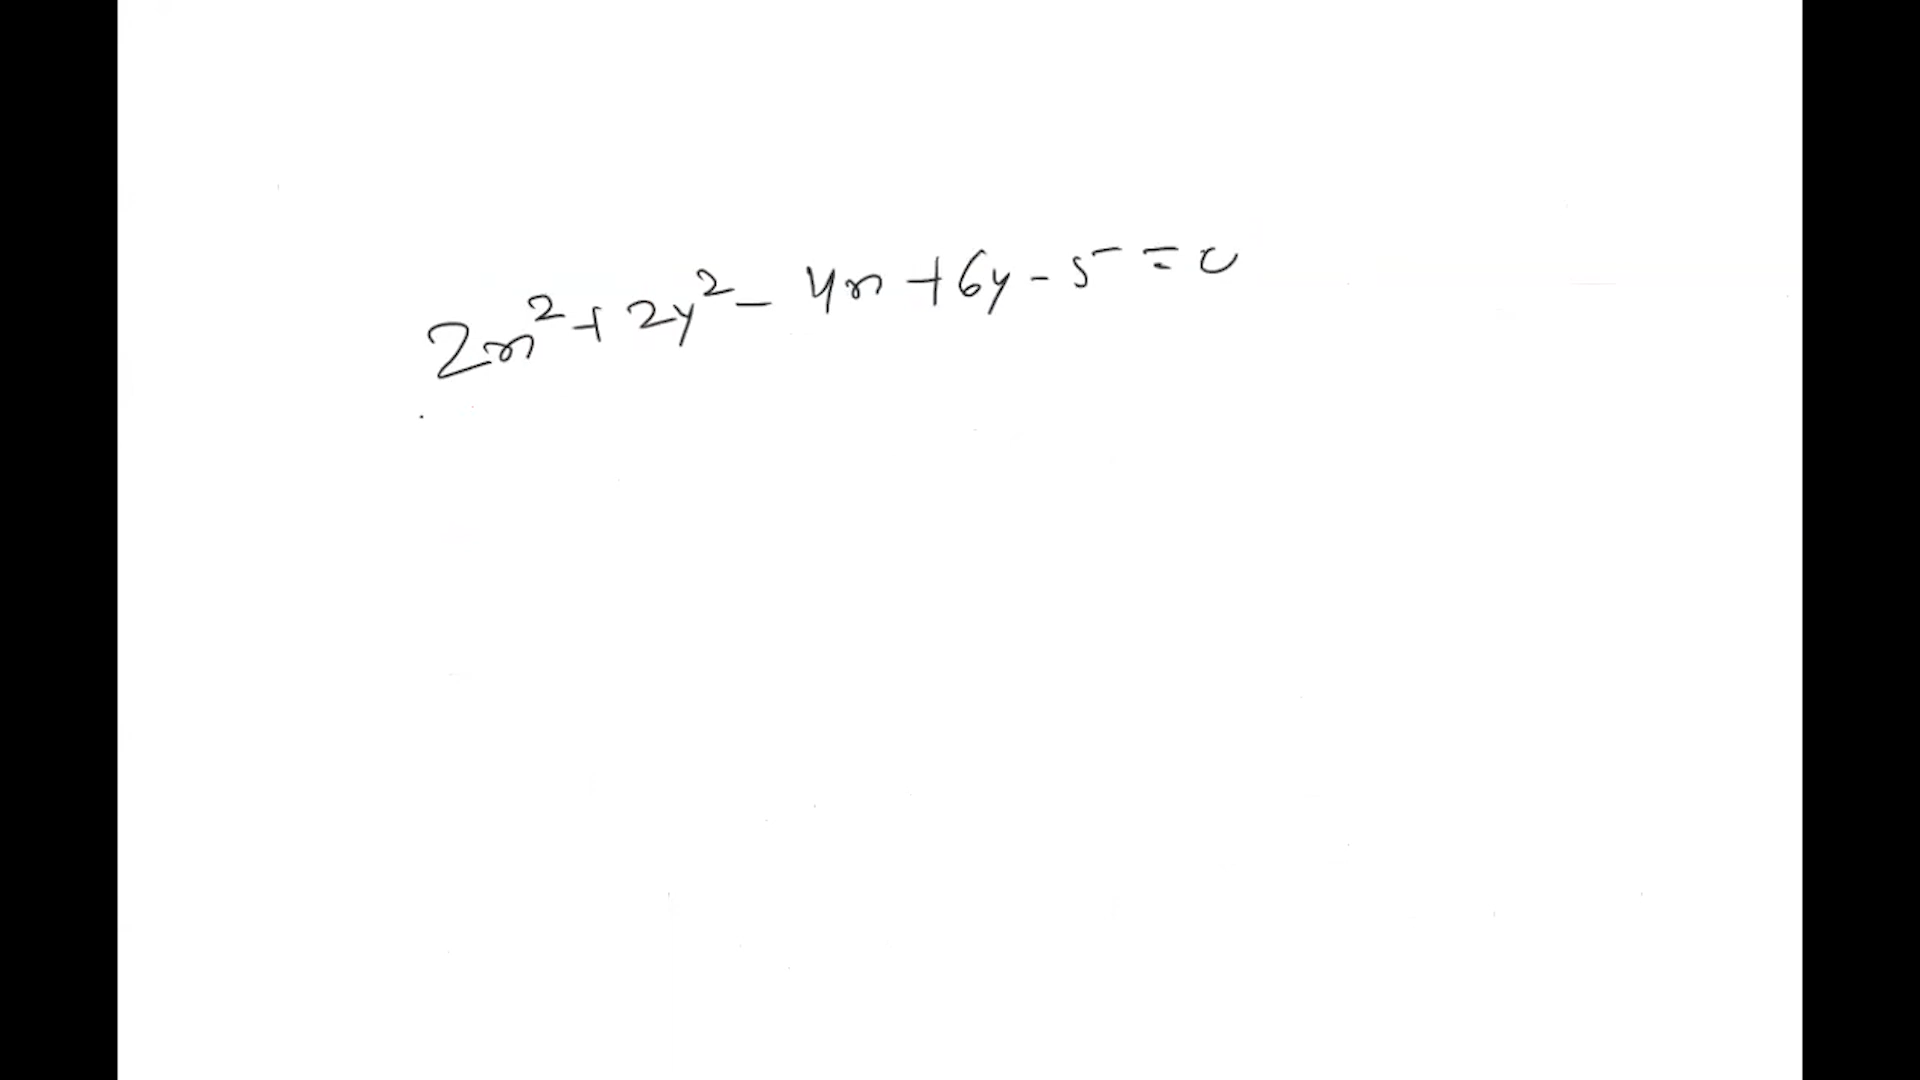 2x² + 2y² - 4x + 6y - 5 = 0